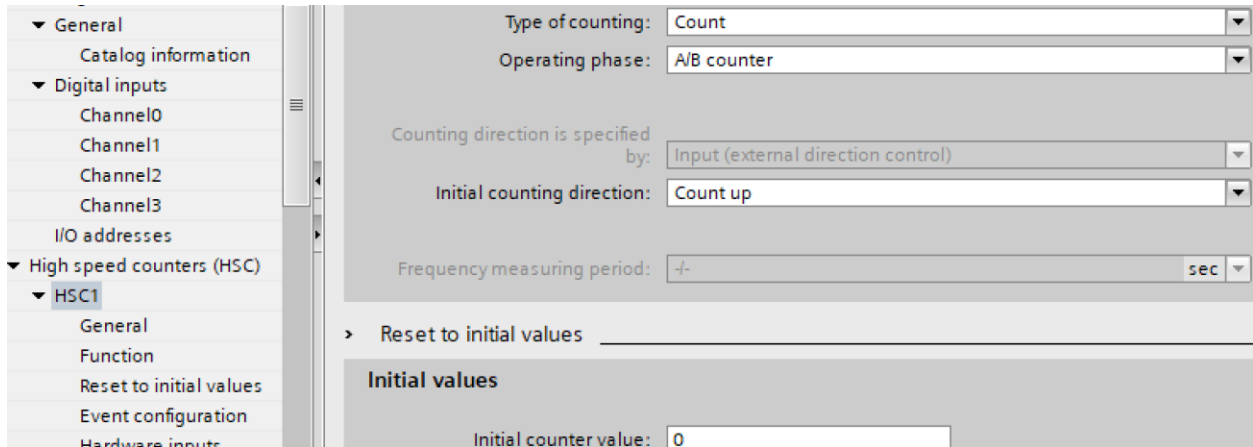 General
Catalog information
Digital inputs
Channel0
Channel1
Channel2
Channel3
I/O addresses
High speed counters (HSC)
HSC1
General
Function
Reset to initial values
Event configuration
Hardware inputs
Type of counting: Count
Operating phase: A/B counter
Counting direction is specified
by: Input (external direction control)
Initial counting direction: Count up
Frequency measuring period: -/- sec
Reset to initial values
Initial values
Initial counter value: 0